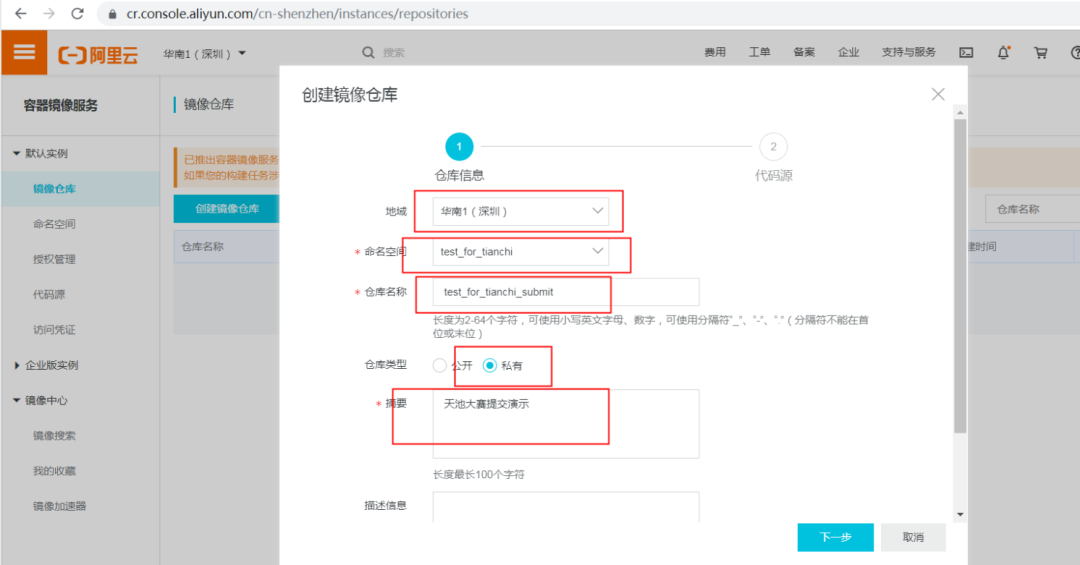 cr.console.aliyun.com/cn-shenzhen/instances/repositories
阿里云
华南1（深圳）
搜索
费用
工单
备案
企业
支持与服务
容器镜像服务
镜像仓库
默认实例
镜像仓库
命名空间
授权管理
代码源
访问凭证
企业版实例
镜像中心
镜像搜索
我的收藏
镜像加速器
已推出容器镜像服务
如果您的构建任务涉
创建镜像仓库
仓库名称
仓库名称
建时间
创建镜像仓库
1
2
仓库信息
代码源
地域
华南1（深圳）
* 命名空间
test_for_tianchi
* 仓库名称
test_for_tianchi_submit
长度为2-64个字符，可使用小写英文字母、数字，可使用分隔符"_"、"-"、"."（分隔符不能在首
位或末位）
仓库类型
公开
私有
* 摘要
天池大赛提交演示
长度最长100个字符
描述信息
下一步
取消